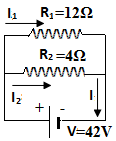 I₁ R₁=12Ω
R₂=4Ω
I₂ I
+ -
V=42V